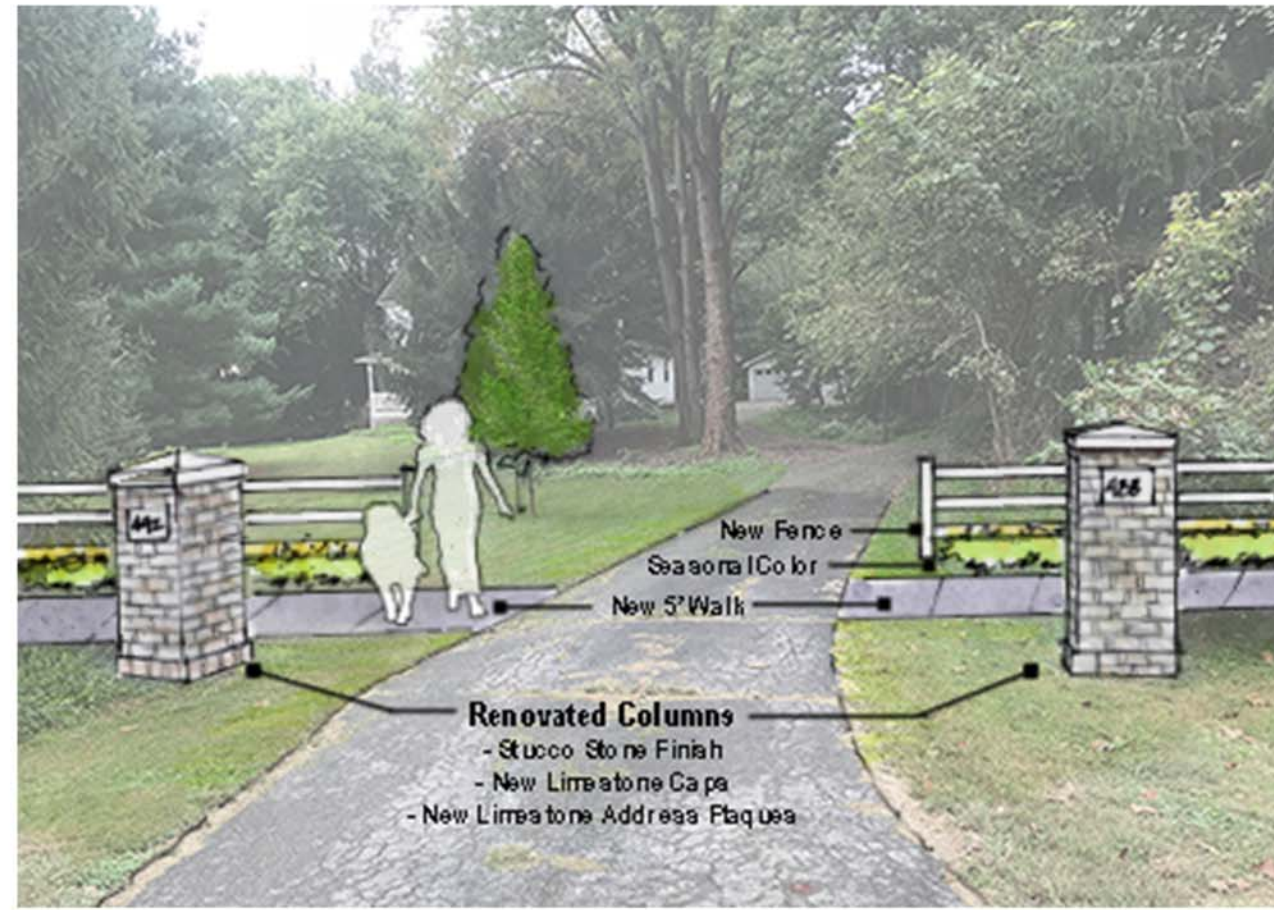 New Fence
Seasonal Color
New 5' Walk
Renovated Columns
- Stucco Stone Finish
- New Limestone Caps
- New Limestone Address Plaques